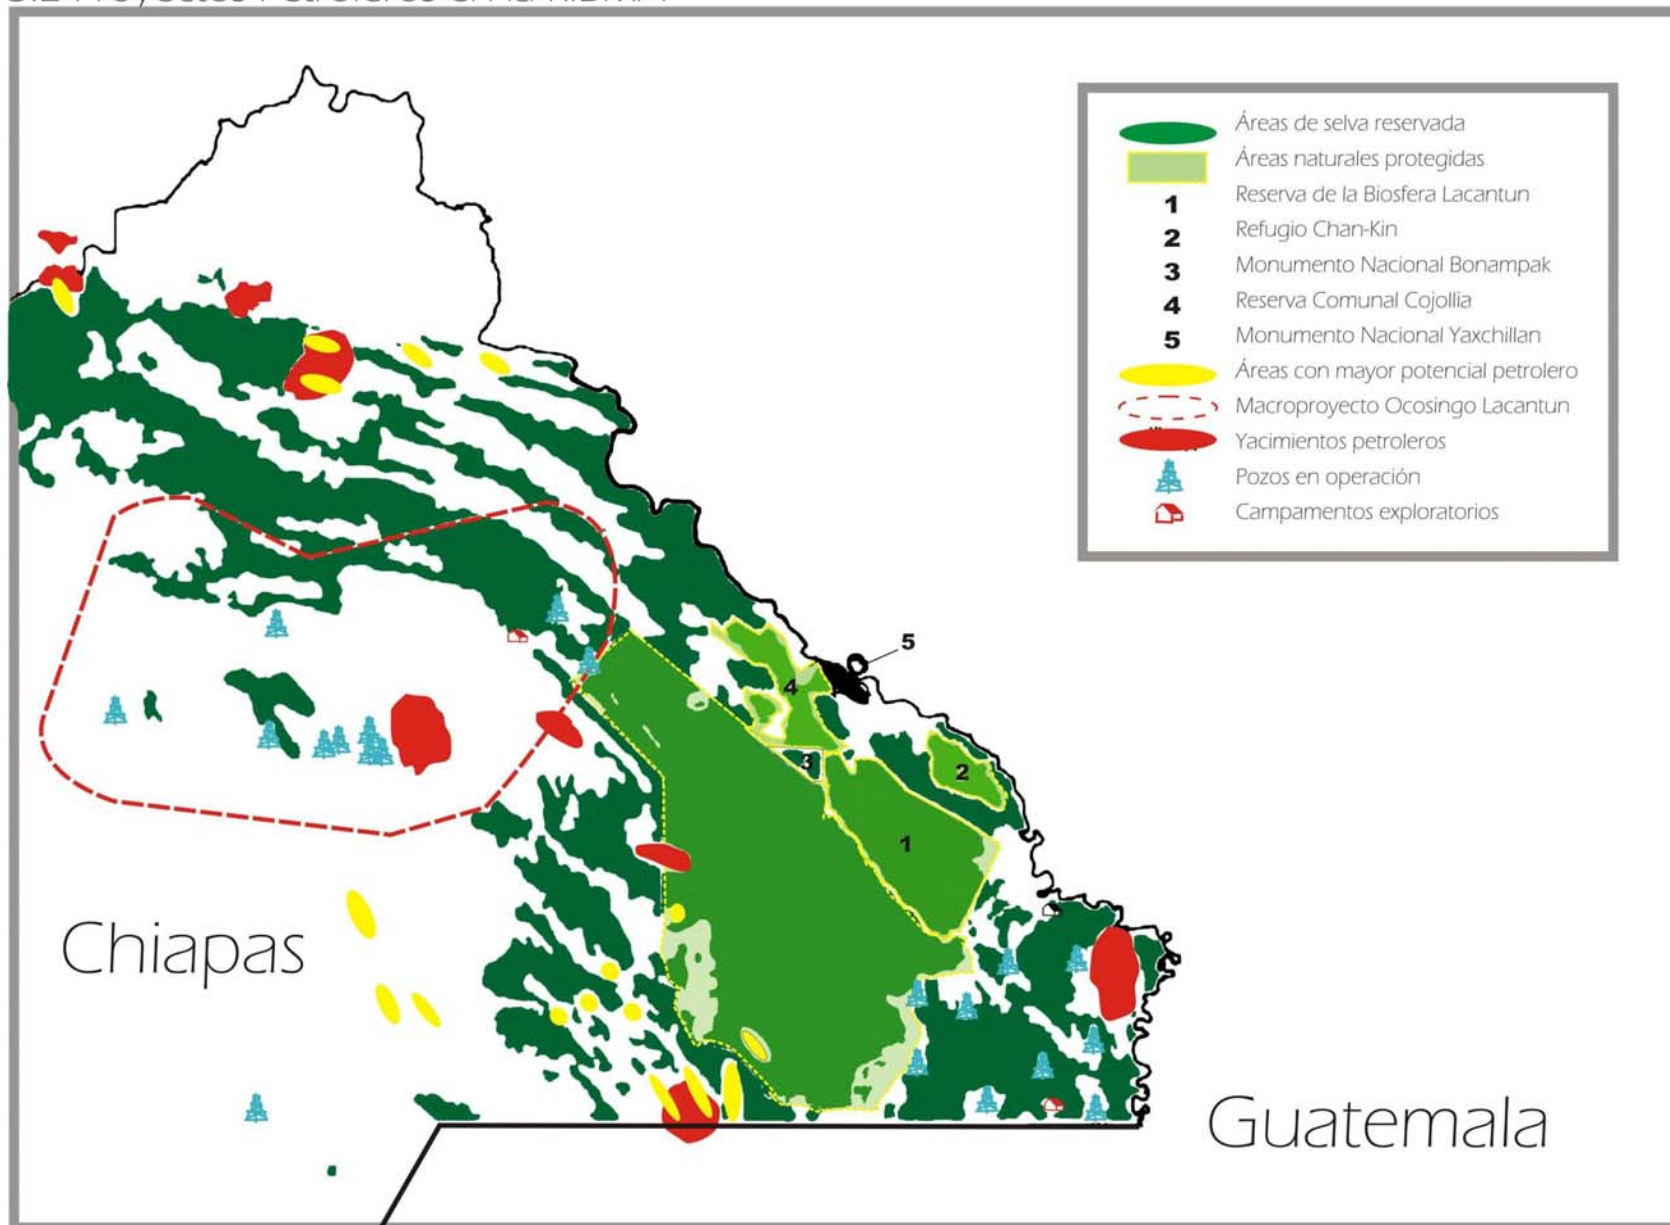 Áreas de selva reservada
Áreas naturales protegidas
1 Reserva de la Biosfera Lacantun
2 Refugio Chan-Kin
3 Monumento Nacional Bonampak
4 Reserva Comunal Cojollia
5 Monumento Nacional Yaxchillan
Áreas con mayor potencial petrolero
Macroproyecto Ocosingo Lacantun
Yacimientos petroleros
Pozos en operación
Campamentos exploratorios
5
4
3
2
1
Chiapas
Guatemala